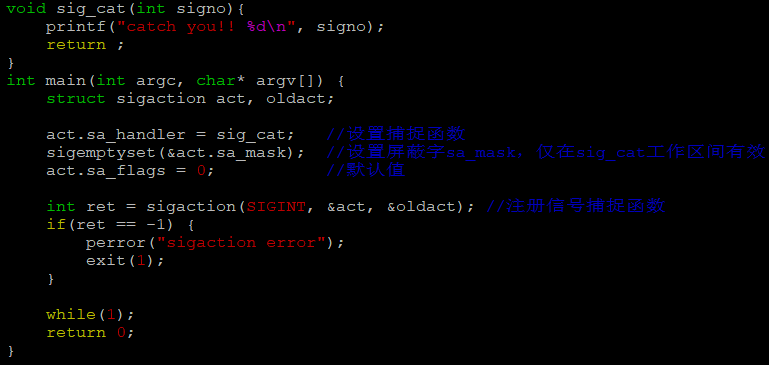 void sig_cat(int signo){
    printf("catch you!! %d\n", signo);
    return ;
}
int main(int argc, char* argv[]) {
    struct sigaction act, oldact;
    act.sa_handler = sig_cat;   //设置捕捉函数
    sigemptyset(&act.sa_mask);  //设置屏蔽字sa_mask，仅在sig_cat工作区间有效
    act.sa_flags = 0;           //默认值
    int ret = sigaction(SIGINT, &act, &oldact); //注册信号捕捉函数
    if(ret == -1) {
        perror("sigaction error");
        exit(1);
    }
    while(1);
    return 0;
}